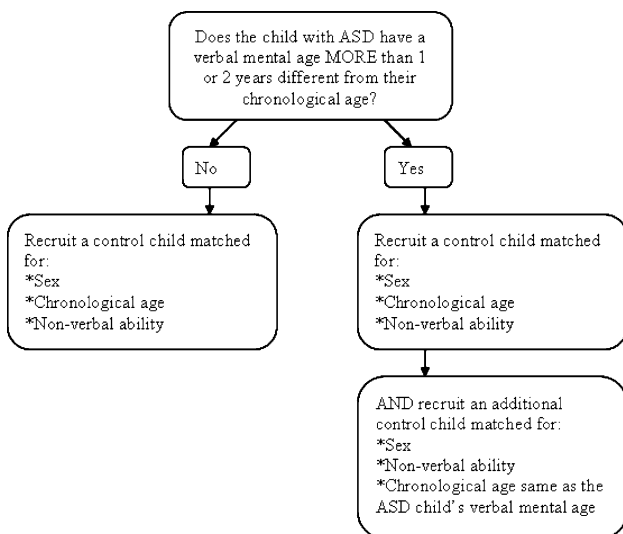 Does the child with ASD have a
verbal mental age MORE than 1
or 2 years different from their
chronological age?
No
Yes
Recruit a control child matched
for:
*Sex
*Chronological age
*Non-verbal ability
Recruit a control child matched
for:
*Sex
*Chronological age
*Non-verbal ability
AND recruit an additional
control child matched for:
*Sex
*Non-verbal ability
*Chronological age same as the
ASD child's verbal mental age